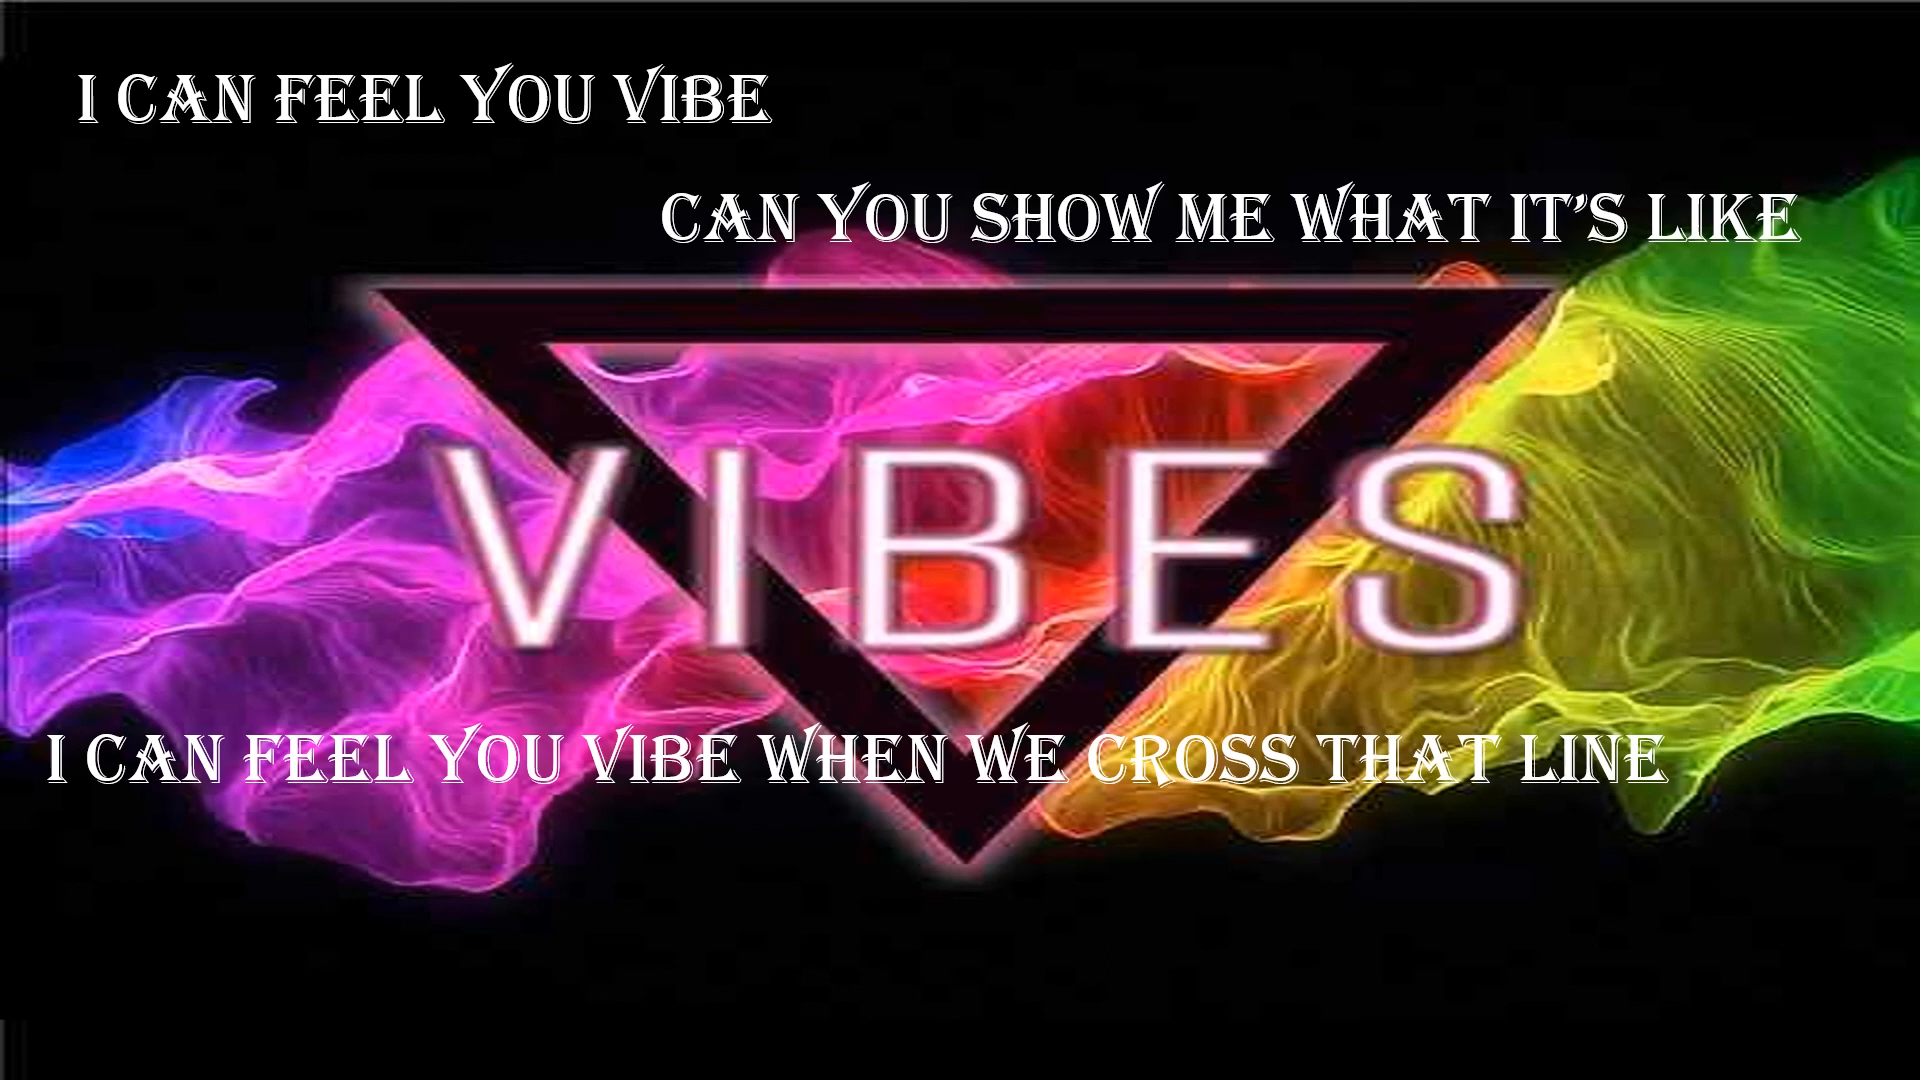 I CAN FEEL YOU VIBE
CAN YOU SHOW ME WHAT IT’S LIKE
VIBES
I CAN FEEL YOU VIBE WHEN WE CROSS THAT LINE